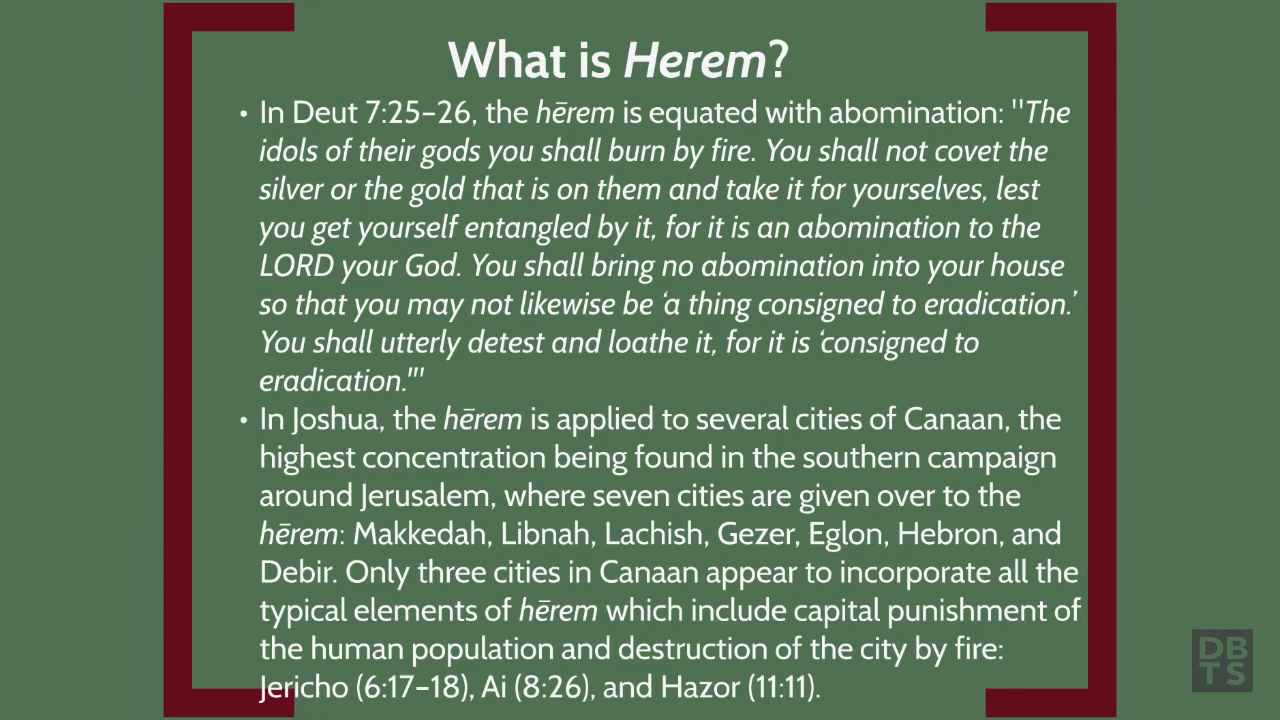 What is Herem?
• In Deut 7:25–26, the hērem is equated with abomination: "The
idols of their gods you shall burn by fire. You shall not covet the
silver or the gold that is on them and take it for yourselves, lest
you get yourself entangled by it, for it is an abomination to the
LORD your God. You shall bring no abomination into your house
so that you may not likewise be ‘a thing consigned to eradication.’
You shall utterly detest and loathe it, for it is ‘consigned to
eradication.'"
• In Joshua, the hērem is applied to several cities of Canaan, the
highest concentration being found in the southern campaign
around Jerusalem, where seven cities are given over to the
hērem: Makkedah, Libnah, Lachish, Gezer, Eglon, Hebron, and
Debir. Only three cities in Canaan appear to incorporate all the
typical elements of hērem which include capital punishment of
the human population and destruction of the city by fire:
Jericho (6:17–18), Ai (8:26), and Hazor (11:11).
DB
TS